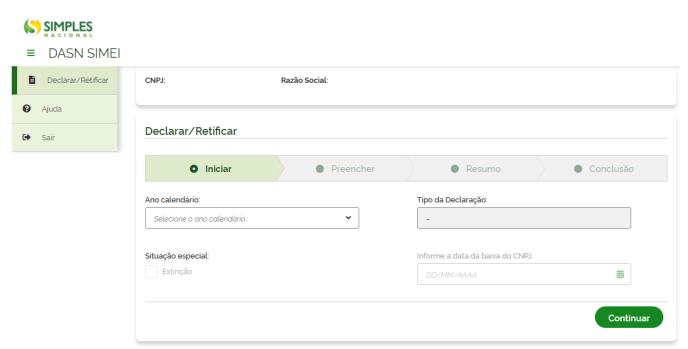 SIMPLES
NACIONAL
DASN SIMEI
Declarar/Retificar
Ajuda
Sair
CNPJ: Razão Social:
Declarar/Retificar
Iniciar Preencher Resumo Conclusão
Ano calendário: Tipo da Declaração:
Selecione o ano calendário -
Situação especial: Informe a data da baixa do CNPJ:
Extinção DD/MM/AAAA
Continuar